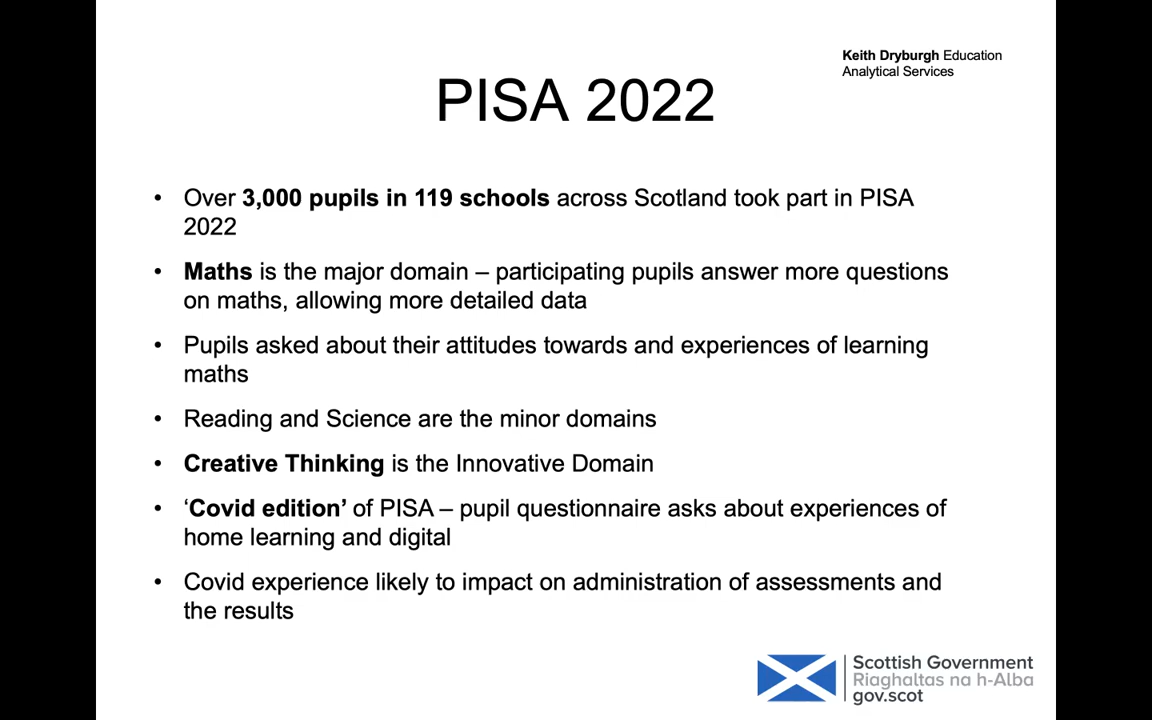 Keith Dryburgh Education
Analytical Services
PISA 2022
• Over 3,000 pupils in 119 schools across Scotland took part in PISA
2022
• Maths is the major domain – participating pupils answer more questions
on maths, allowing more detailed data
• Pupils asked about their attitudes towards and experiences of learning
maths
• Reading and Science are the minor domains
• Creative Thinking is the Innovative Domain
• ‘Covid edition’ of PISA – pupil questionnaire asks about experiences of
home learning and digital
• Covid experience likely to impact on administration of assessments and
the results
Scottish Government
Riaghaltas na h-Alba
gov.scot